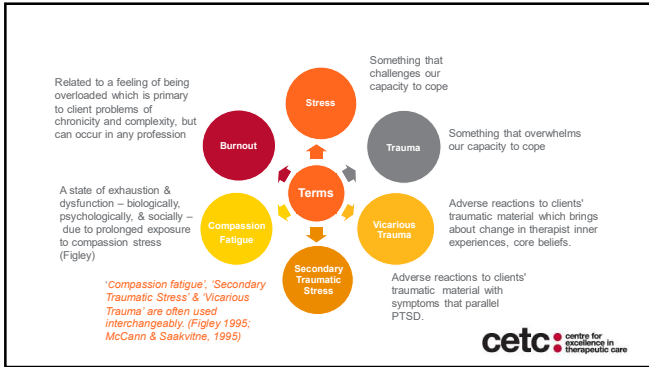 Something that
challenges our
capacity to cope
Stress
Related to a feeling of being
overloaded which is primary
to client problems of
chronicity and complexity, but
can occur in any profession
Burnout
Trauma
Something that overwhelms
our capacity to cope
Terms
A state of exhaustion &
dysfunction – biologically,
psychologically, & socially –
due to prolonged exposure
to compassion stress
(Figley)
Compassion
Fatigue
Vicarious
Trauma
Adverse reactions to clients'
traumatic material which brings
about change in therapist inner
experiences, core beliefs.
Secondary
Traumatic
Stress
Adverse reactions to clients'
traumatic material with
symptoms that parallel
PTSD.
'Compassion fatigue', 'Secondary
Traumatic Stress' & 'Vicarious
Trauma' are often used
interchangeably. (Figley 1995;
McCann & Saakvitne, 1995)
cetc: centre for
excellence in
therapeutic care